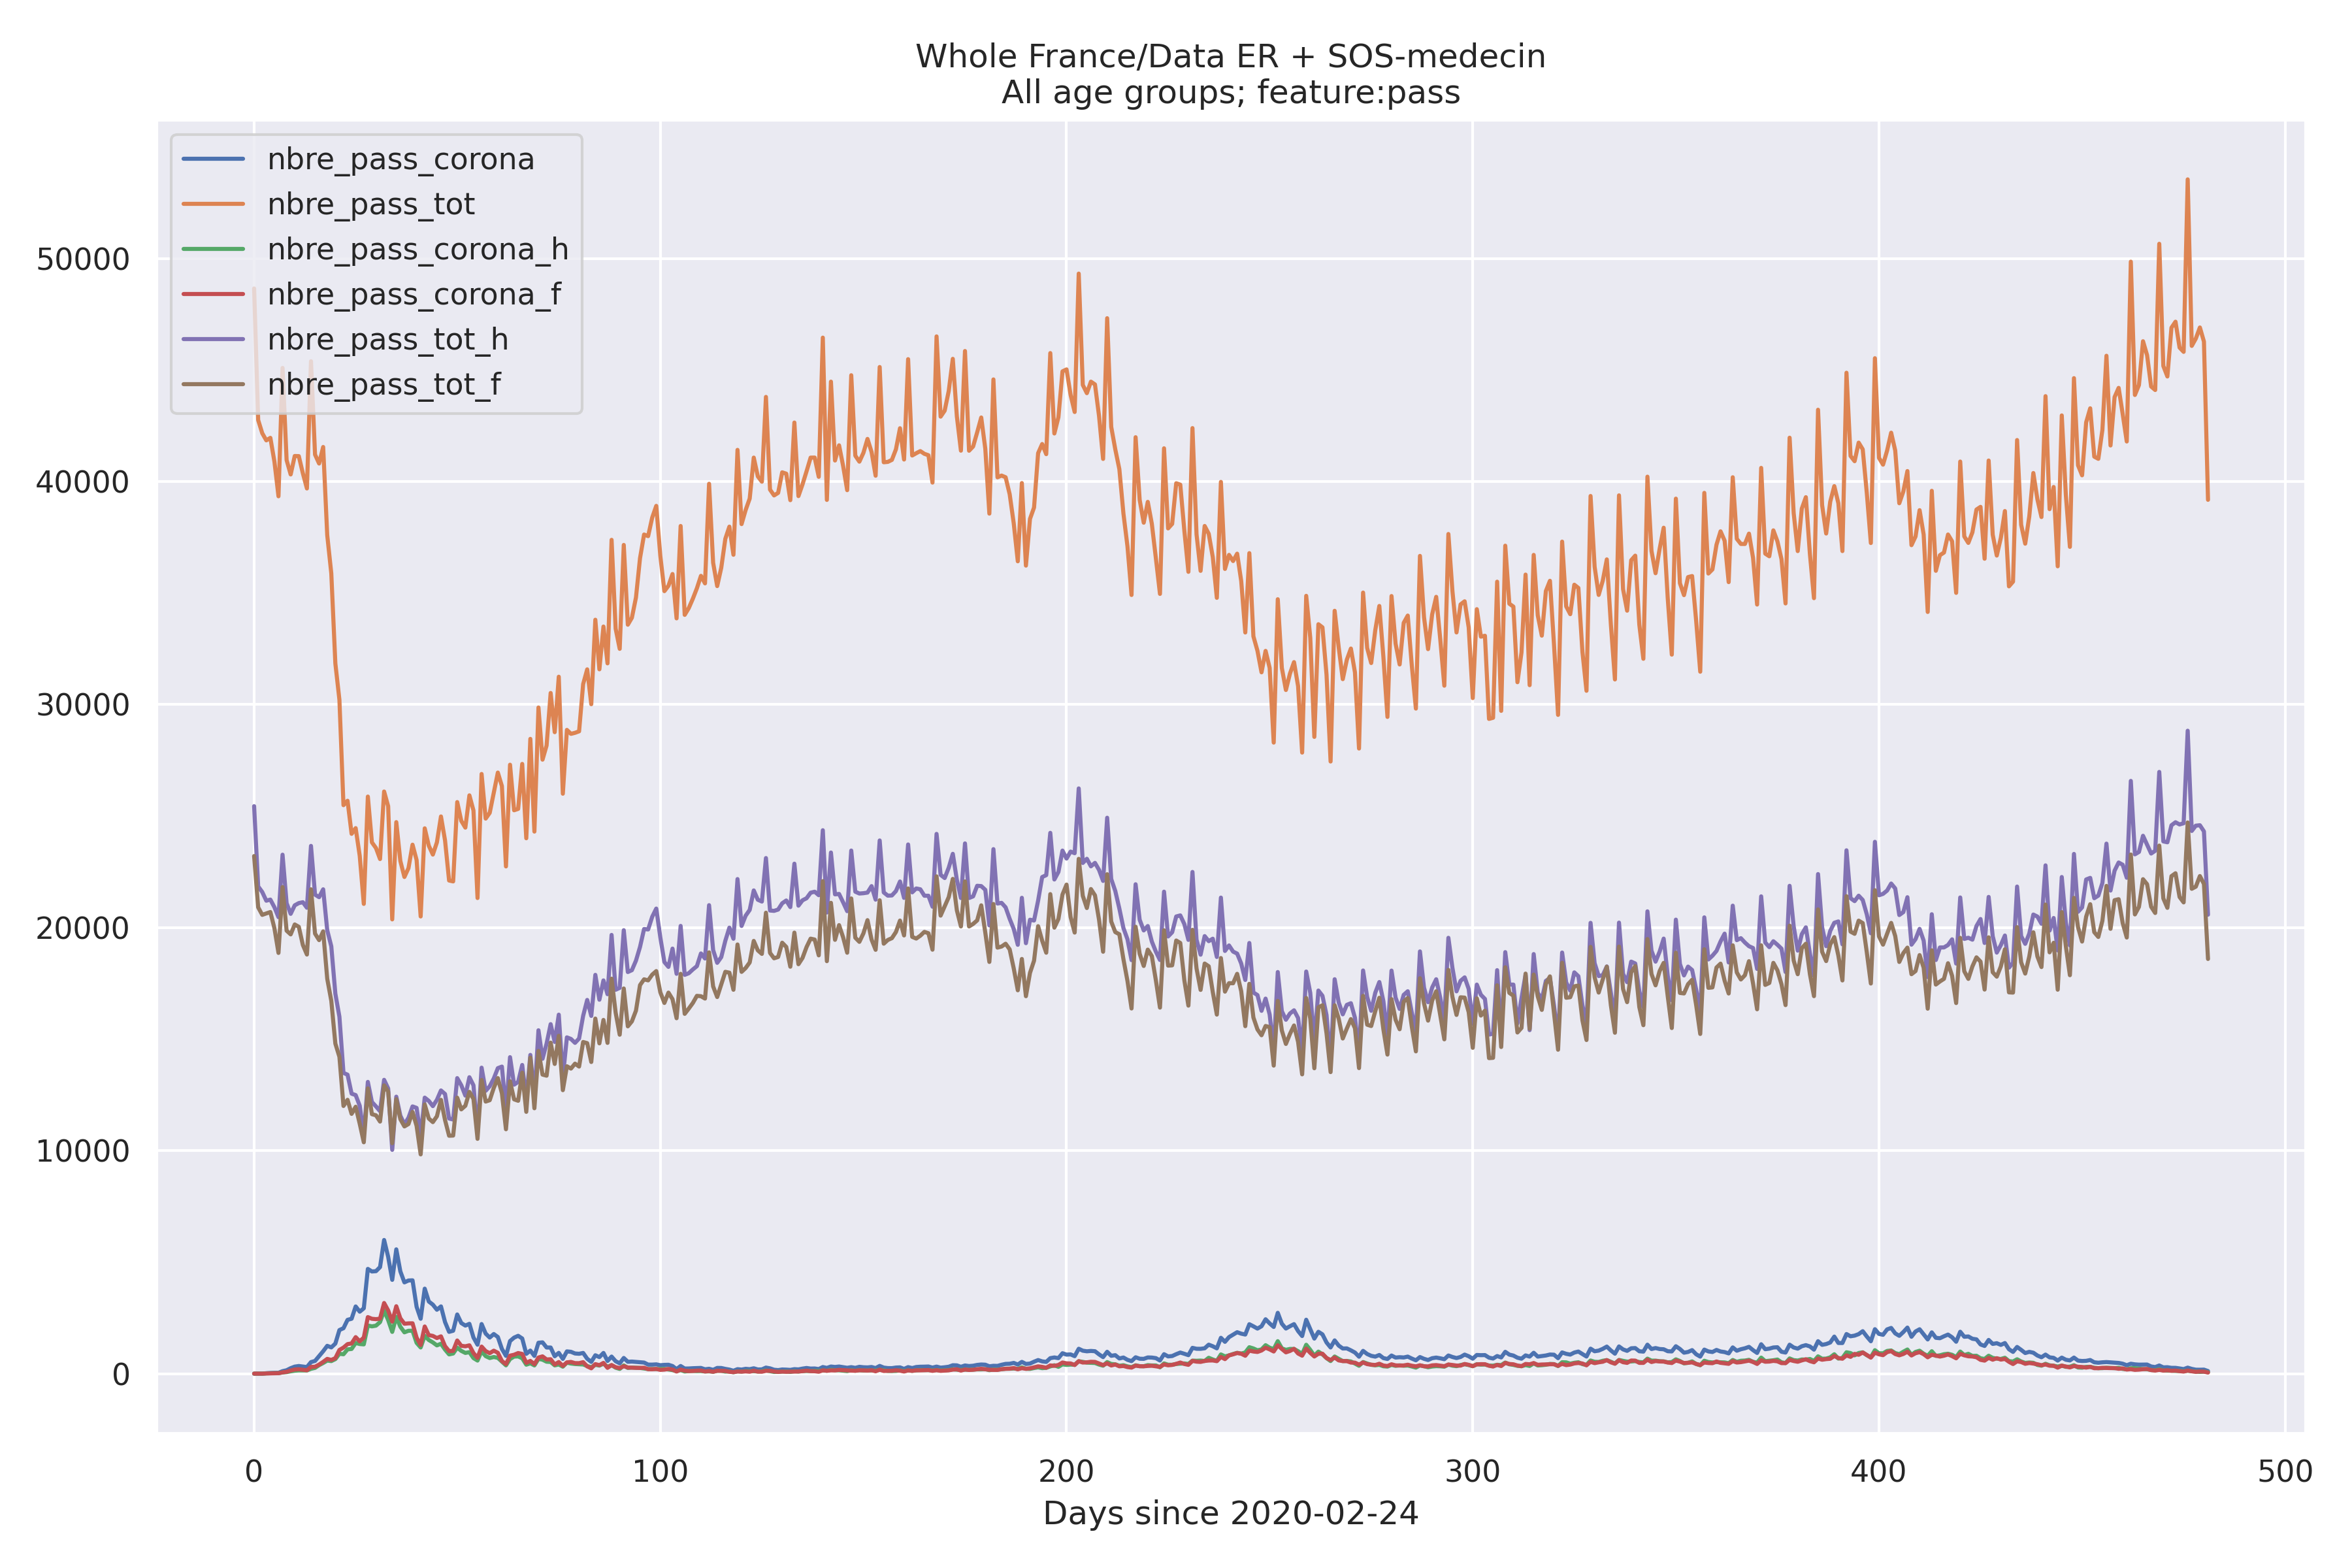 Whole France/Data ER + SOS-medecin
All age groups; feature:pass
nbre_pass_corona
nbre_pass_tot
nbre_pass_corona_h
nbre_pass_corona_f
nbre_pass_tot_h
nbre_pass_tot_f
50000
40000
30000
20000
10000
0
0 100 200 300 400 500
Days since 2020-02-24